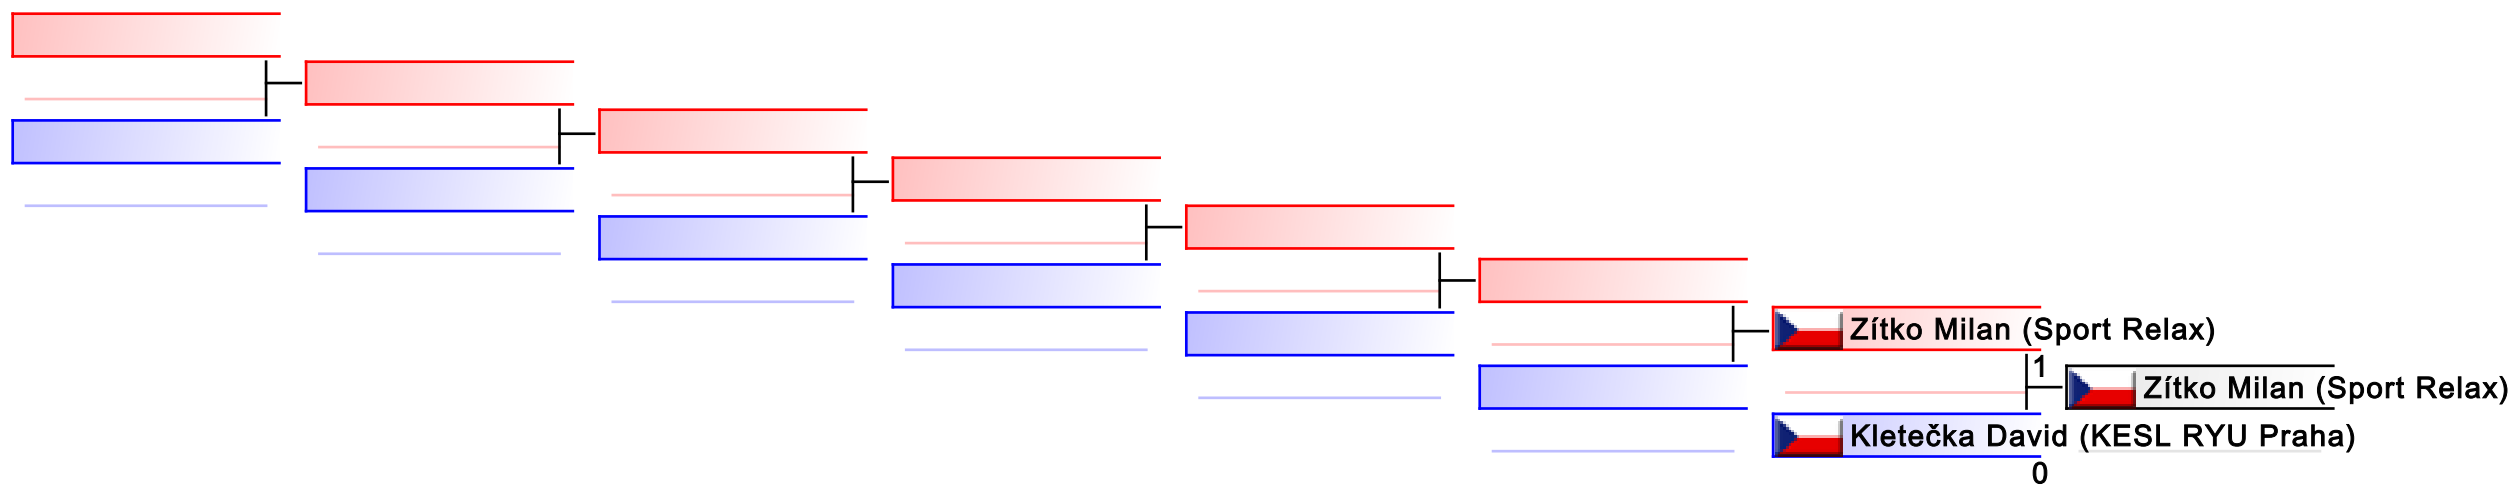 Zítko Milan (Sport Relax)
1
Zítko Milan (Sport Relax)
Kletečka David (KESL RYU Praha)
0